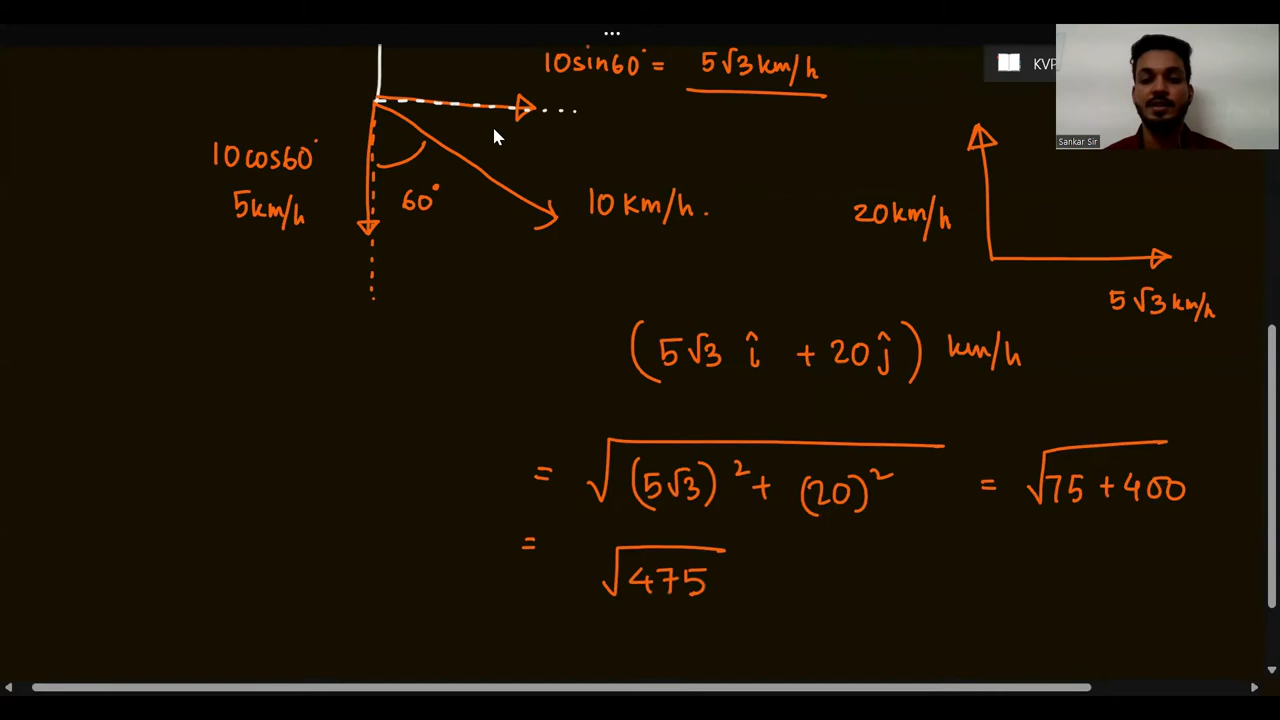 10sin60° = 5√3 km/h
KVP
Sankar Sir
10cos60°
5km/h
60°
10 km/h.
20km/h
5√3 km/h
(5√3 î + 20ĵ) km/h
= √((5√3)² + (20)²) = √(75 + 400)
= √475